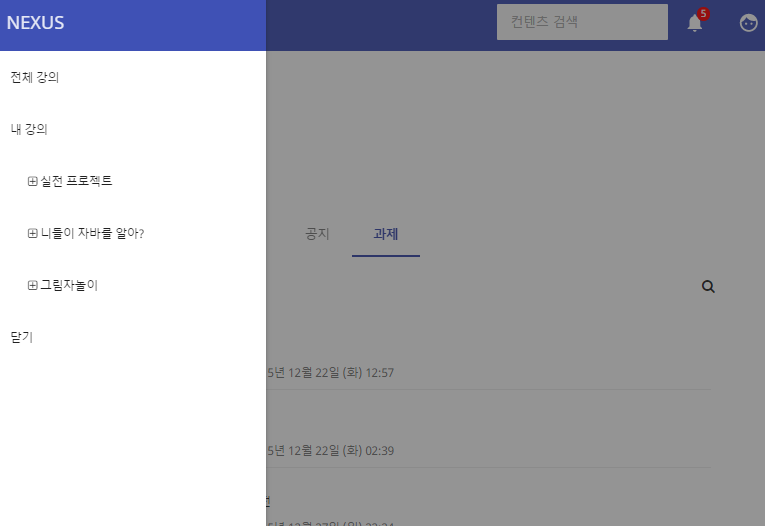 NEXUS
컨텐츠 검색
5
전체 강의
내 강의
실전 프로젝트
니들이 자바를 알아?
그림자놀이
닫기
공지 과제
5년 12월 22일 (화) 12:57
5년 12월 22일 (화) 02:39